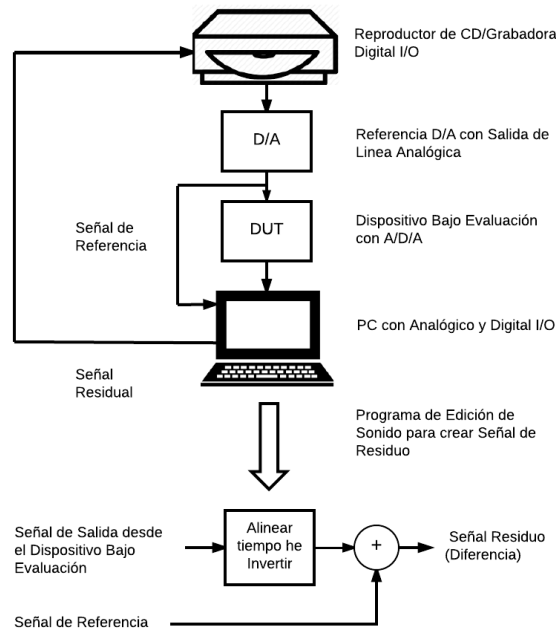 Reproductor de CD/Grabadora
Digital I/O
D/A
Referencia D/A con Salida de
Linea Analógica
Señal de
Referencia
DUT
Dispositivo Bajo Evaluación
con A/D/A
PC con Analógico y Digital I/O
Señal
Residual
Programa de Edición de
Sonido para crear Señal de
Residuo
Señal de Salida desde
el Dispositivo Bajo
Evaluación
Alinear
tiempo he
Invertir
+
Señal Residuo
(Diferencia)
Señal de Referencia